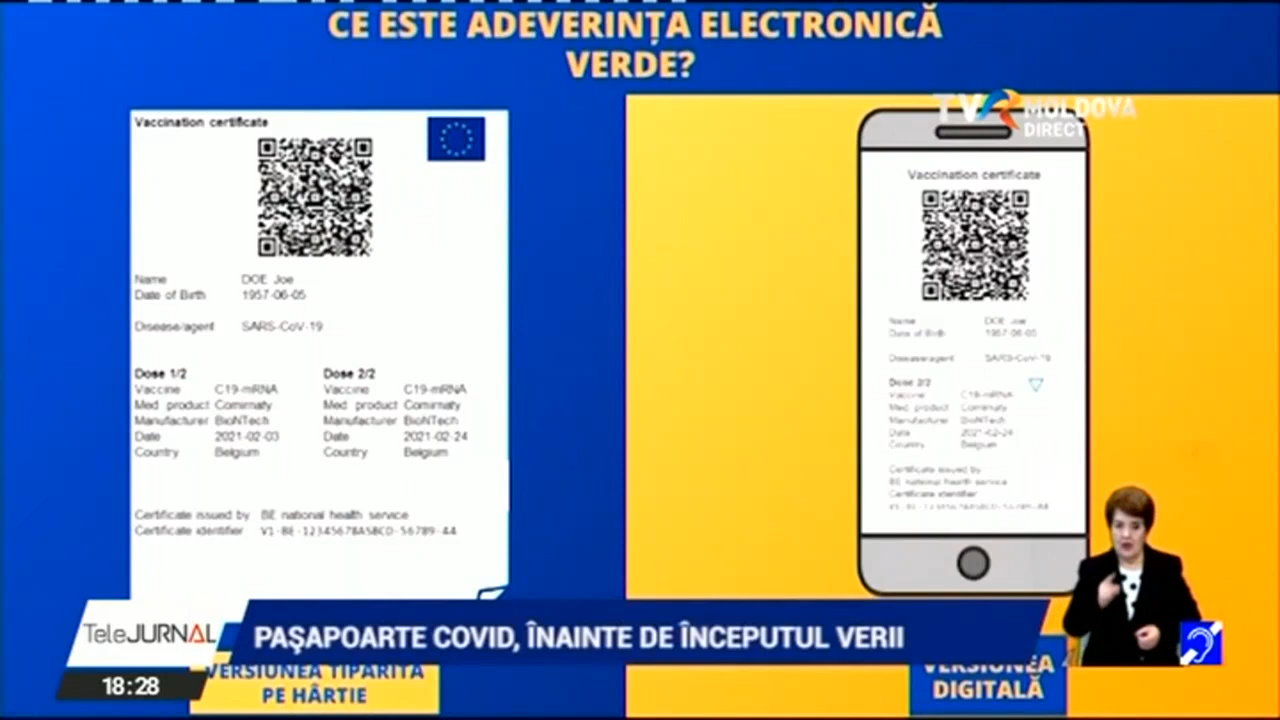 CE ESTE ADEVERINȚA ELECTRONICĂ
VERDE?
TVR MOLDOVA
DIRECT
Vaccination certificate
Name DOE Joe
Date of Birth 1957-06-05
Disease/agent SARS-CoV-19
Dose 1/2 Dose 2/2
Vaccine C19-mRNA Vaccine C19-mRNA
Med product Comirnaty Med product Comirnaty
Manufacturer BioNTech Manufacturer BioNTech
Date 2021-02-03 Date 2021-02-24
Country Belgium Country Belgium
Certificate issued by BE national health service
Certificate identifier V1-BE-12345678ASBCD-56789-44
Vaccination certificate
Name DOE Joe
Date of Birth 1957-06-05
Disease/agent SARS-CoV-19
Dose 2/2
Vaccine C19-mRNA
Med product Comirnaty
Manufacturer BioNTech
Date 2021-02-24
Country Belgium
Certificate issued by
BE national health service
Certificate identifier
TeleJURNAL
PAŞAPOARTE COVID, ÎNAINTE DE ÎNCEPUTUL VERII
18:28
VERSIUNEA TIPĂRITĂ
PE HÂRTIE
VERSIUNEA
DIGITALĂ